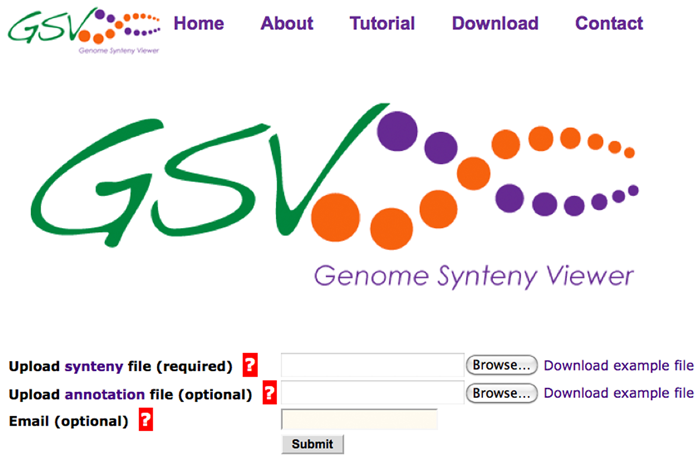 GSV Home About Tutorial Download Contact
Genome Synteny Viewer
GSV
Genome Synteny Viewer
Upload synteny file (required) ? Browse... Download example file
Upload annotation file (optional) ? Browse... Download example file
Email (optional) ?
Submit